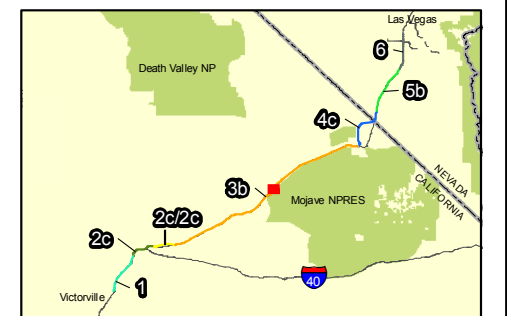 Las Vegas
6
Death Valley NP
5b
4c
NEVADA
CALIFORNIA
3b
Mojave NPRES
2c/2c
2c
40
1
Victorville